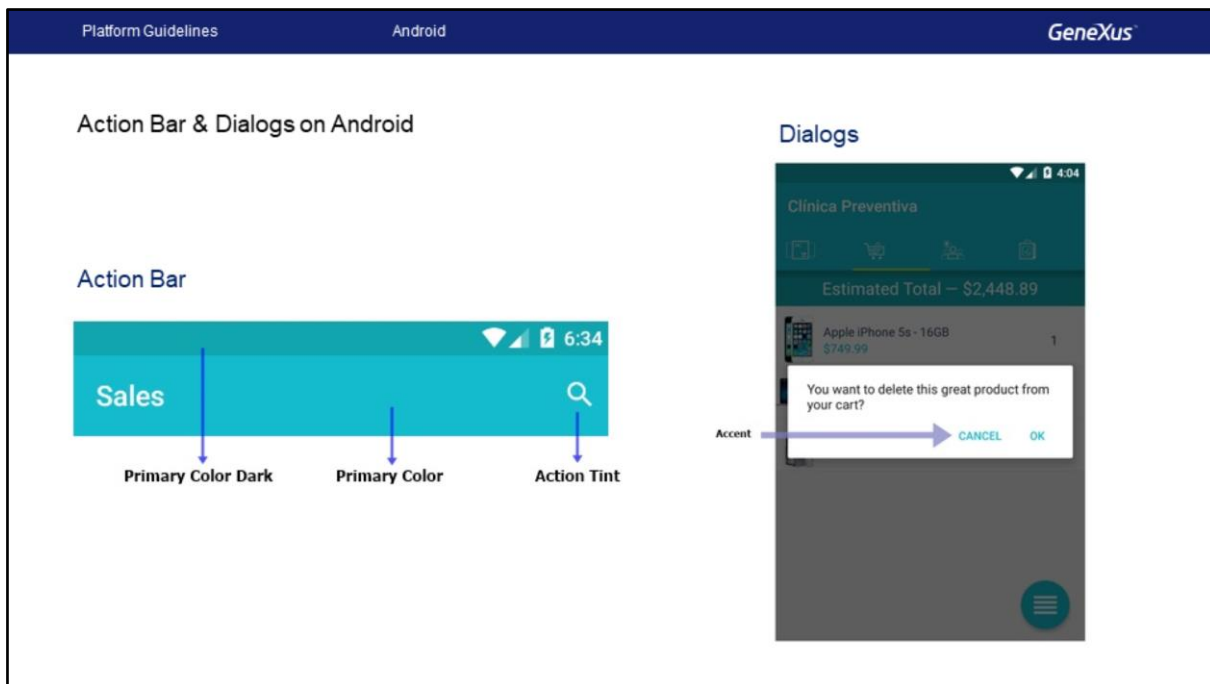 Platform Guidelines
Android
GeneXus
Action Bar & Dialogs on Android
Action Bar
6:34
Sales
Primary Color Dark
Primary Color
Action Tint
Dialogs
4:04
Clínica Preventiva
Estimated Total – $2,448.89
Apple iPhone 5s - 16GB
$749.99
1
You want to delete this great product from
your cart?
Accent
CANCEL
OK